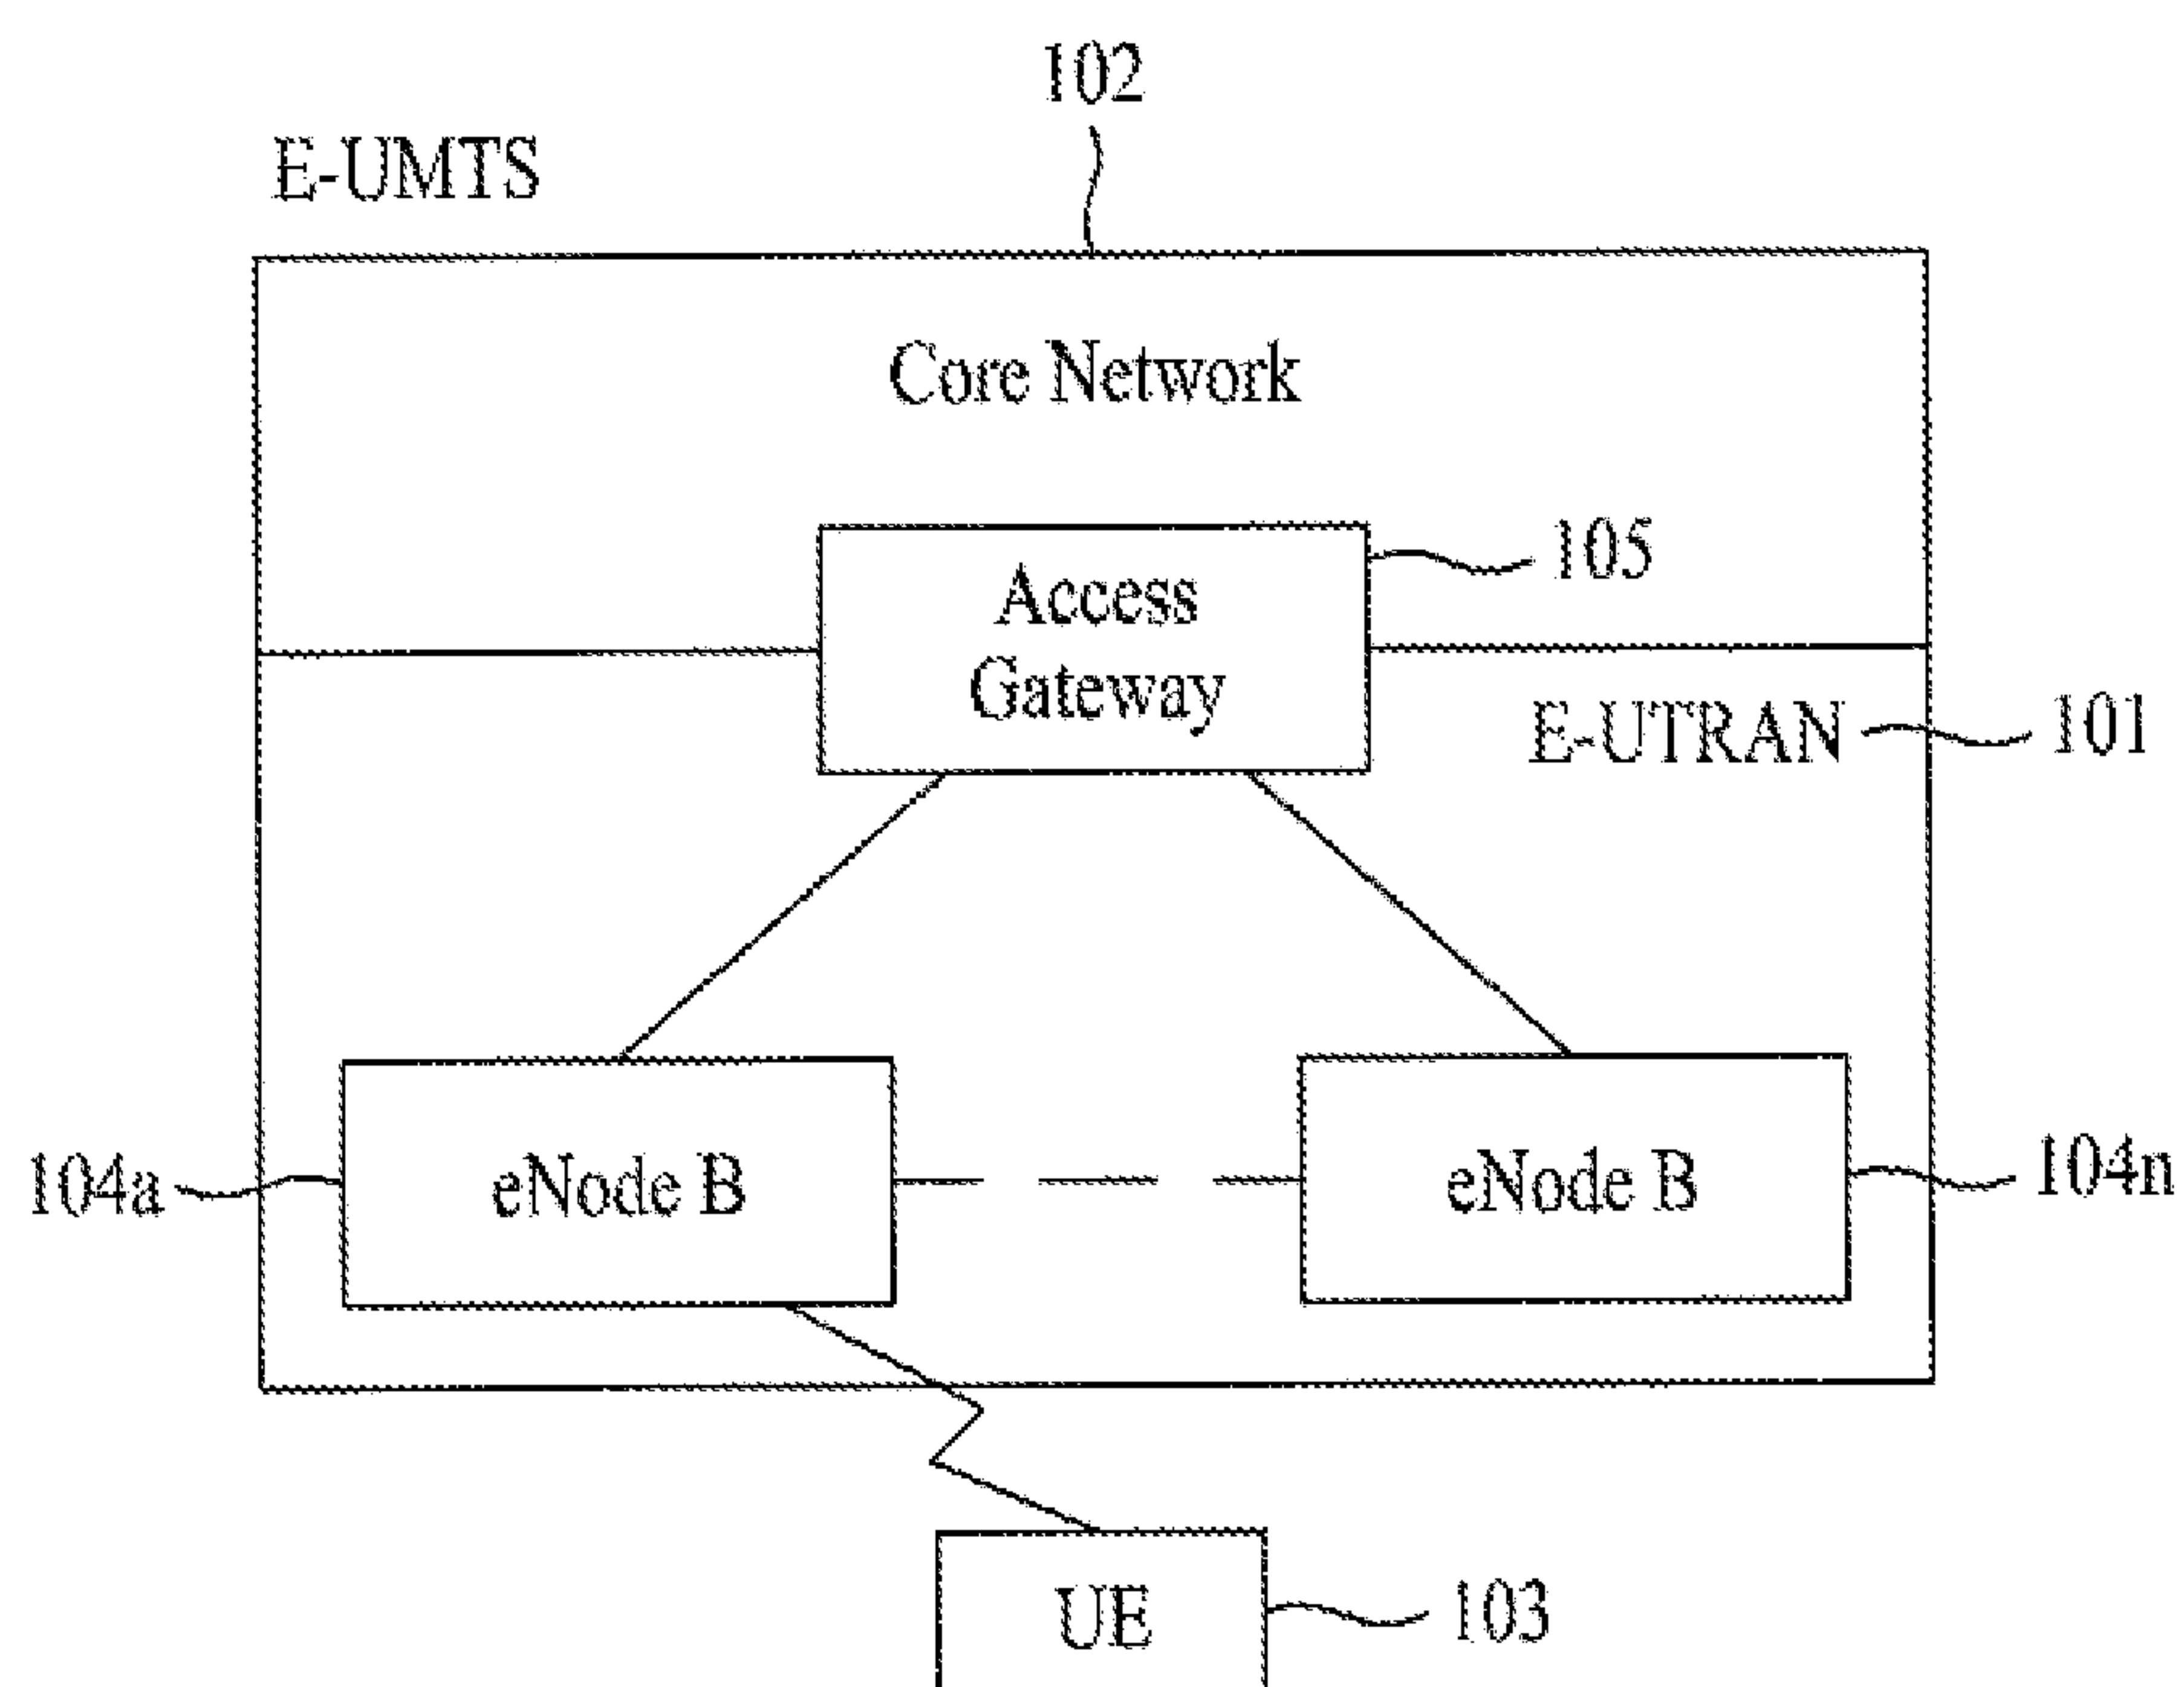 102
E-UMTS
Core Network
105
Access
Gateway
E-UTRAN
101
104a
eNode B
eNode B
104n
UE
103